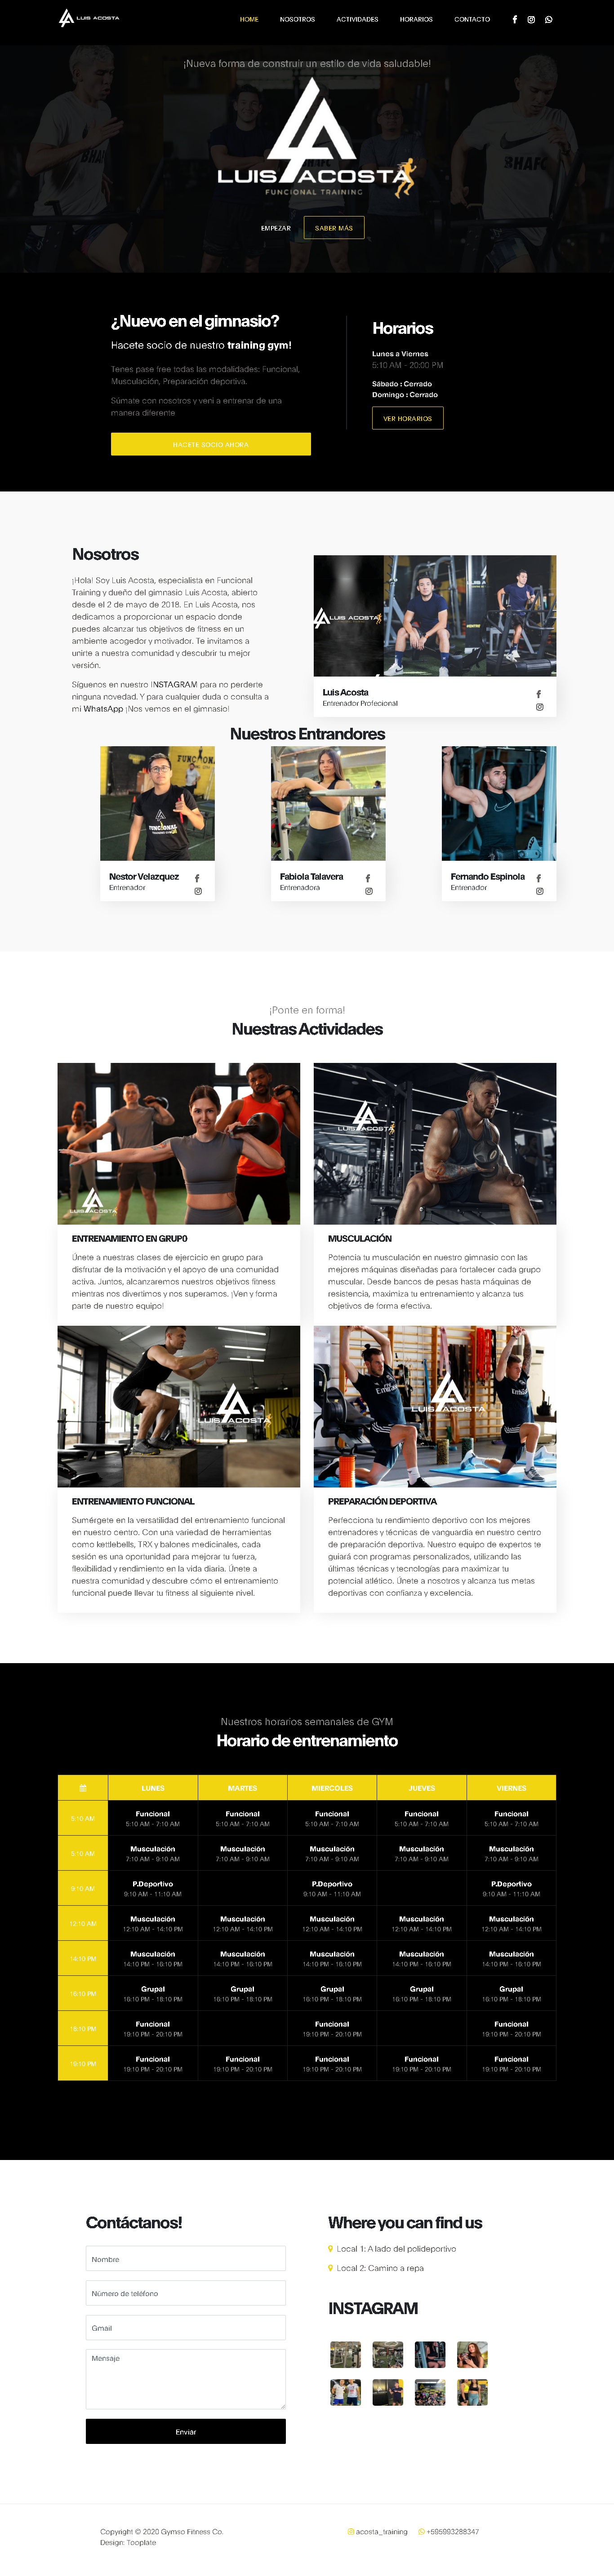 LUIS ACOSTA
HOME NOSOTROS ACTIVIDADES HORARIOS CONTACTO
¡Nueva forma de construir un estilo de vida saludable!
LUIS ACOSTA
FUNCIONAL TRAINING
EMPEZAR SABER MÁS
¿Nuevo en el gimnasio?
Hacete socio de nuestro training gym!
Tenés pase free todas las modalidades: Funcional,
Musculación, Preparación deportiva.
Súmate con nosotros y vení a entrenar de una
manera diferente
HACETE SOCIO AHORA
Horarios
Lunes a Viernes
5:10 AM - 20:00 PM
Sábado : Cerrado
Domingo : Cerrado
VER HORARIOS
Nosotros
¡Hola! Soy Luis Acosta, especialista en Funcional
Training y dueño del gimnasio Luis Acosta, abierto
desde el 2 de mayo de 2018. En Luis Acosta, nos
dedicamos a proporcionar un espacio donde
puedes alcanzar tus objetivos de fitness en un
ambiente acogedor y motivador. Te invitamos a
unirte a nuestra comunidad y descubrir tu mejor
versión.
Síguenos en nuestro INSTAGRAM para no perderte
ninguna novedad. Y para cualquier duda o consulta a
mi WhatsApp ¡Nos vemos en el gimnasio!
LUIS ACOSTA
Luis Acosta
Entrenador Profecional
Nuestros Entrandores
Nestor Velazquez
Entrenador
Fabiola Talavera
Entrenadora
Fernando Espinola
Entrenador
¡Ponte en forma!
Nuestras Actividades
LUIS ACOSTA
ENTRENAMIENTO EN GRUP0
Únete a nuestras clases de ejercicio en grupo para
disfrutar de la motivación y el apoyo de una comunidad
activa. Juntos, alcanzaremos nuestros objetivos fitness
mientras nos divertimos y nos superamos. ¡Ven y forma
parte de nuestro equipo!
LUIS ACOSTA
MUSCULACIÓN
Potencia tu musculación en nuestro gimnasio con las
mejores máquinas diseñadas para fortalecer cada grupo
muscular. Desde bancos de pesas hasta máquinas de
resistencia, maximiza tu entrenamiento y alcanza tus
objetivos de forma efectiva.
LUIS ACOSTA
ENTRENAMIENTO FUNCIONAL
Sumérgete en la versatilidad del entrenamiento funcional
en nuestro centro. Con una variedad de herramientas
como kettlebells, TRX y balones medicinales, cada
sesión es una oportunidad para mejorar tu fuerza,
flexibilidad y rendimiento en la vida diaria. Únete a
nuestra comunidad y descubre cómo el entrenamiento
funcional puede llevar tu fitness al siguiente nivel.
LUIS ACOSTA
PREPARACIÓN DEPORTIVA
Perfecciona tu rendimiento deportivo con los mejores
entrenadores y técnicas de vanguardia en nuestro centro
de preparación deportiva. Nuestro equipo de expertos te
guiará con programas personalizados, utilizando las
últimas técnicas y tecnologías para maximizar tu
potencial atlético. Únete a nosotros y alcanza tus metas
deportivas con confianza y excelencia.
Nuestros horarios semanales de GYM
Horario de entrenamiento
LUNES MARTES MIERCOLES JUEVES VIERNES
5:10 AM Funcional Funcional Funcional Funcional Funcional
5:10 AM - 7:10 AM 5:10 AM - 7:10 AM 5:10 AM - 7:10 AM 5:10 AM - 7:10 AM 5:10 AM - 7:10 AM
5:10 AM Musculación Musculación Musculación Musculación Musculación
7:10 AM - 9:10 AM 7:10 AM - 9:10 AM 7:10 AM - 9:10 AM 7:10 AM - 9:10 AM 7:10 AM - 9:10 AM
9:10 AM P.Deportivo P.Deportivo P.Deportivo
9:10 AM - 11:10 AM 9:10 AM - 11:10 AM 9:10 AM - 11:10 AM
12:10 AM Musculación Musculación Musculación Musculación Musculación
12:10 AM - 14:10 PM 12:10 AM - 14:10 PM 12:10 AM - 14:10 PM 12:10 AM - 14:10 PM 12:10 AM - 14:10 PM
14:10 PM Musculación Musculación Musculación Musculación Musculación
14:10 PM - 16:10 PM 14:10 PM - 16:10 PM 14:10 PM - 16:10 PM 14:10 PM - 16:10 PM 14:10 PM - 16:10 PM
16:10 PM Grupal Grupal Grupal Grupal Grupal
16:10 PM - 18:10 PM 16:10 PM - 18:10 PM 16:10 PM - 18:10 PM 16:10 PM - 18:10 PM 16:10 PM - 18:10 PM
18:10 PM Funcional Funcional Funcional
19:10 PM - 20:10 PM 19:10 PM - 20:10 PM 19:10 PM - 20:10 PM
19:10 PM Funcional Funcional Funcional Funcional Funcional
19:10 PM - 20:10 PM 19:10 PM - 20:10 PM 19:10 PM - 20:10 PM 19:10 PM - 20:10 PM 19:10 PM - 20:10 PM
Contáctanos!
Nombre
Número de teléfono
Gmail
Mensaje
Enviar
Where you can find us
Local 1: A lado del polideportivo
Local 2: Camino a repa
INSTAGRAM
Copyright © 2020 Gymso Fitness Co.
Design: Tooplate
acosta_training +595993288347